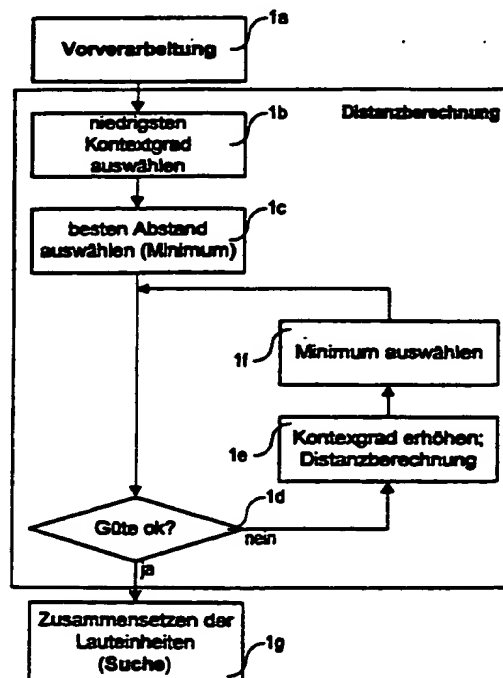 1a
Vorverarbeitung
Distanzberechnung
1b
niedrigsten
Kontextgrad
auswählen
1c
besten Abstand
auswählen (Minimum)
1f
Minimum auswählen
1e
Kontexgrad erhöhen;
Distanzberechnung
1d
Güte ok?
nein
ja
Zusammensetzen der
Lauteinheiten
(Suche)
1g